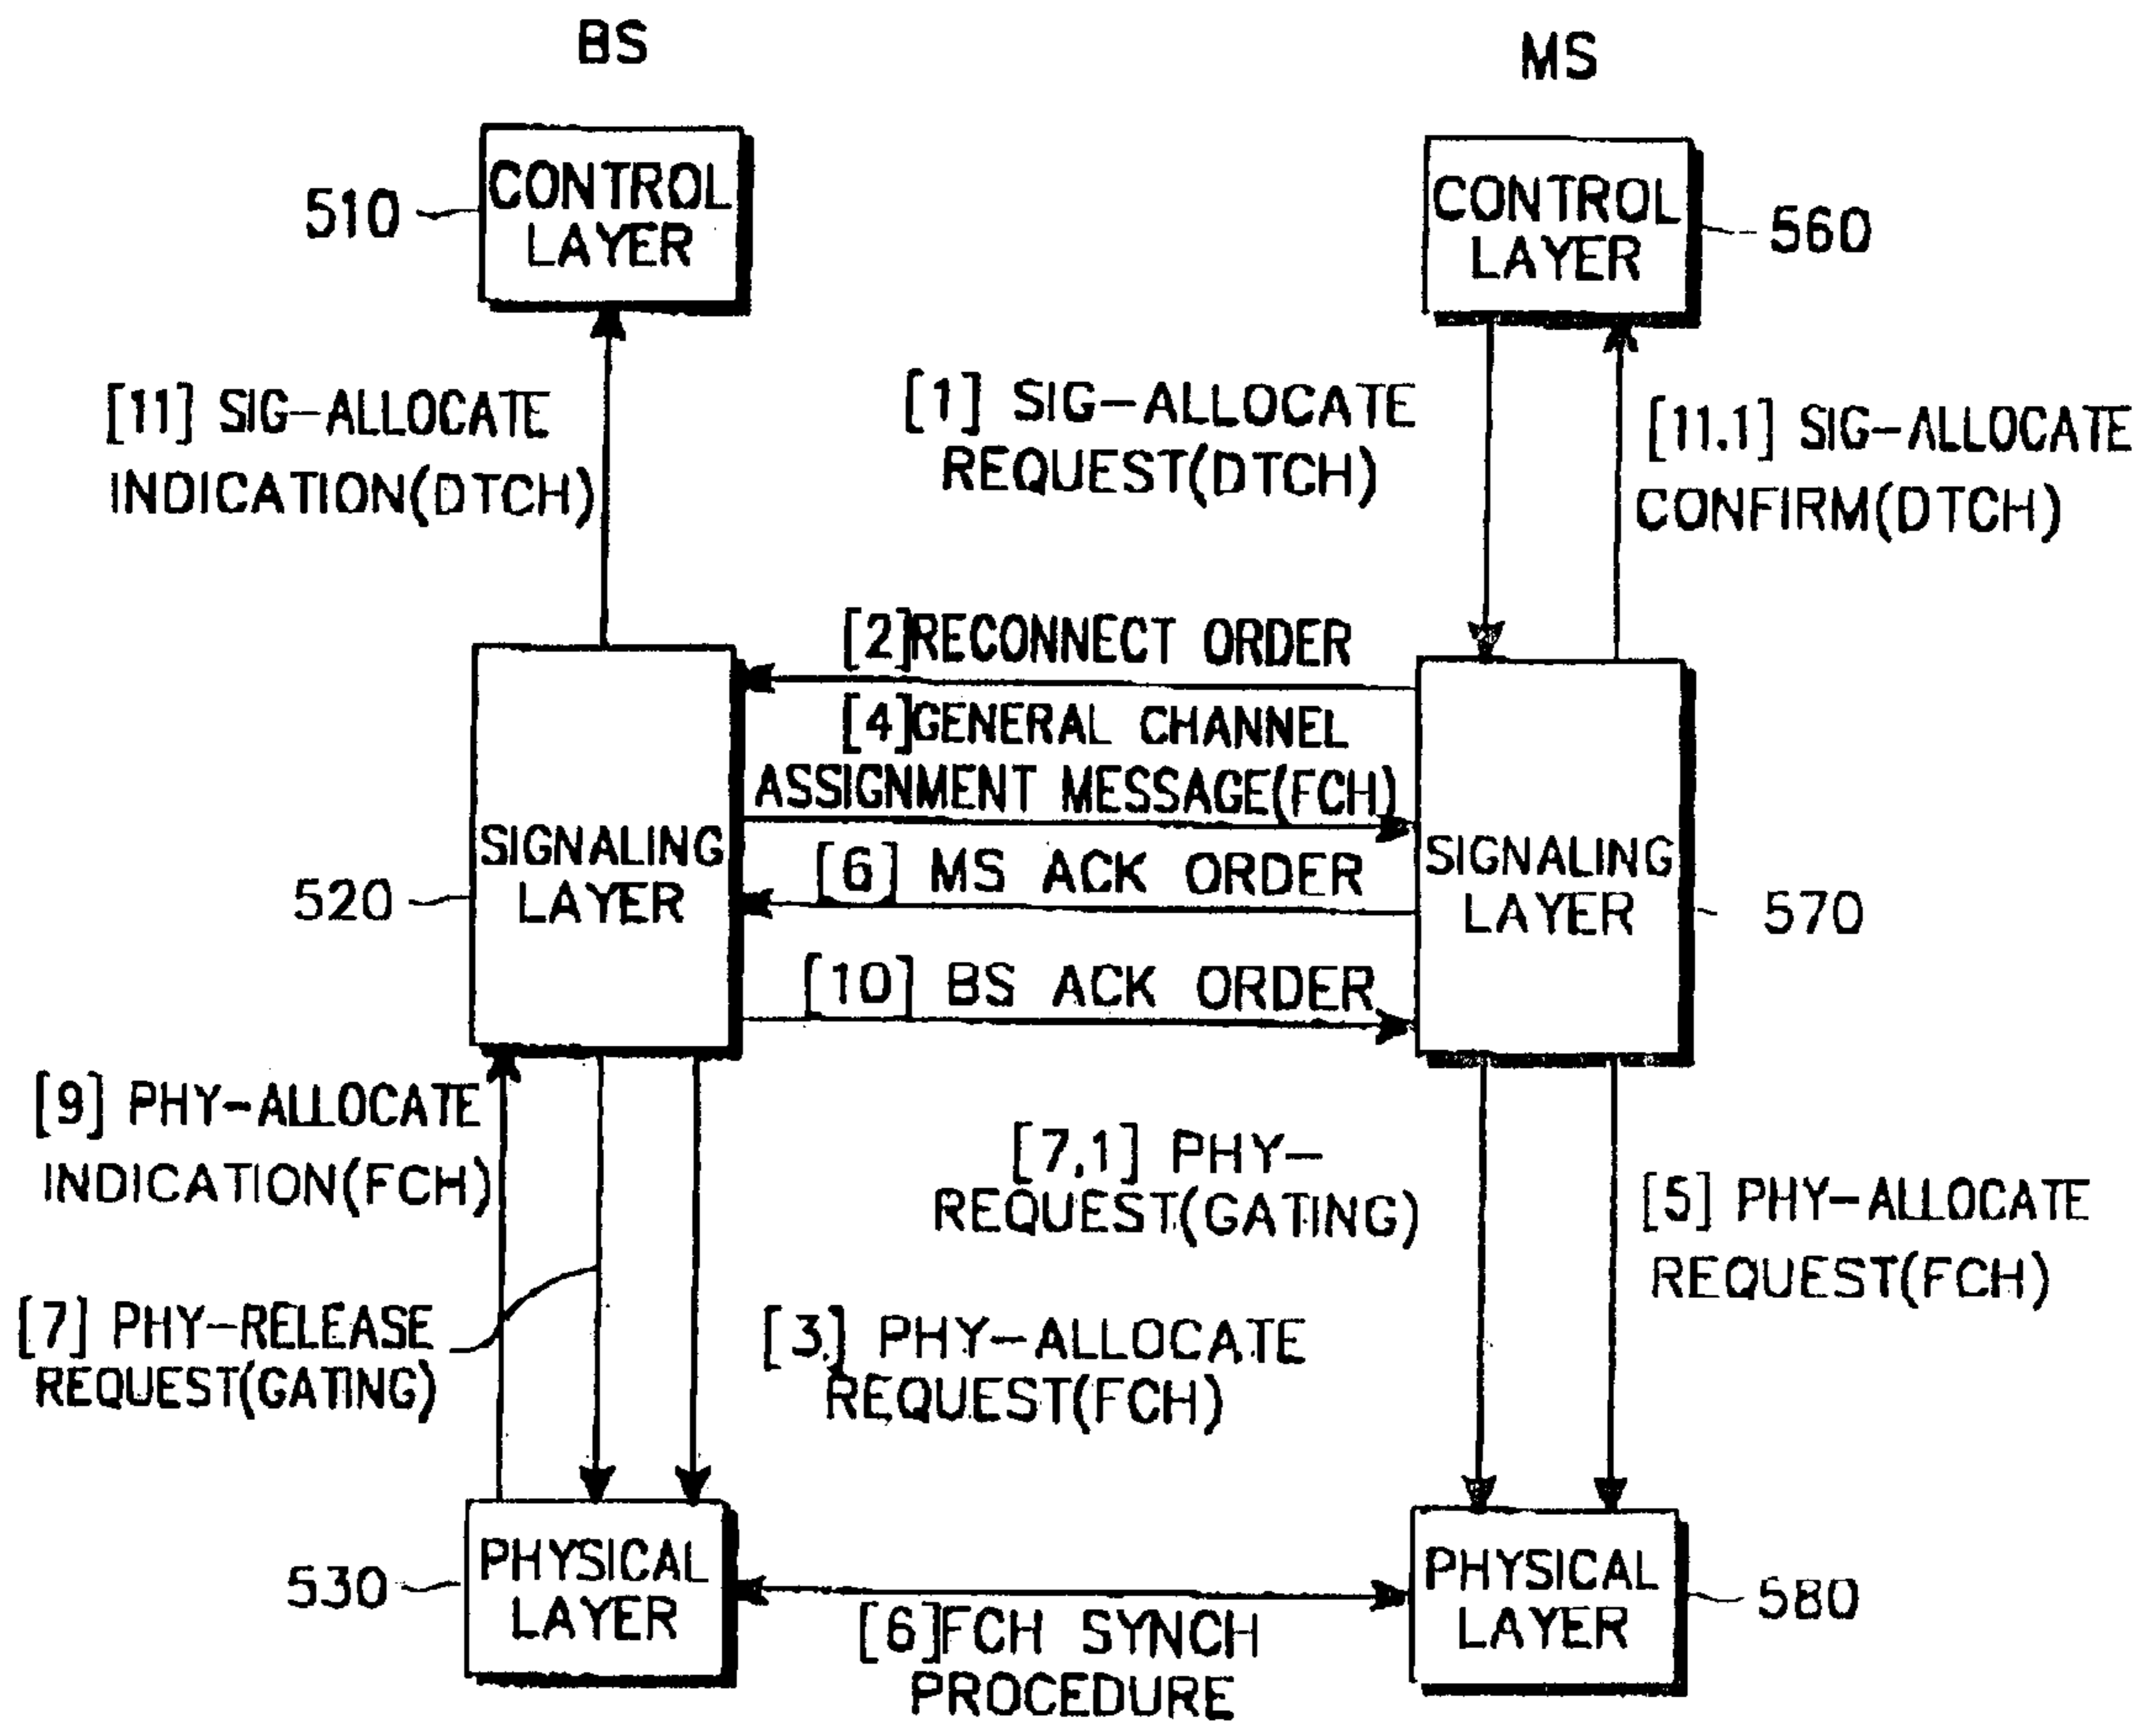 BS
MS
CONTROL
LAYER
510
CONTROL
LAYER
560
[11] SIG-ALLOCATE
INDICATION(DTCH)
[1] SIG-ALLOCATE
REQUEST(DTCH)
[11.1] SIG-ALLOCATE
CONFIRM(DTCH)
[2]RECONNECT ORDER
[4]GENERAL CHANNEL
ASSIGNMENT MESSAGE(FCH)
[6] MS ACK ORDER
[10] BS ACK ORDER
SIGNALING
LAYER
520
SIGNALING
LAYER
570
[9] PHY-ALLOCATE
INDICATION(FCH)
[7] PHY-RELEASE
REQUEST(GATING)
[3] PHY-ALLOCATE
REQUEST(FCH)
[7.1] PHY-
REQUEST(GATING)
[5] PHY-ALLOCATE
REQUEST(FCH)
PHYSICAL
LAYER
530
[6]FCH SYNCH
PROCEDURE
PHYSICAL
LAYER
580